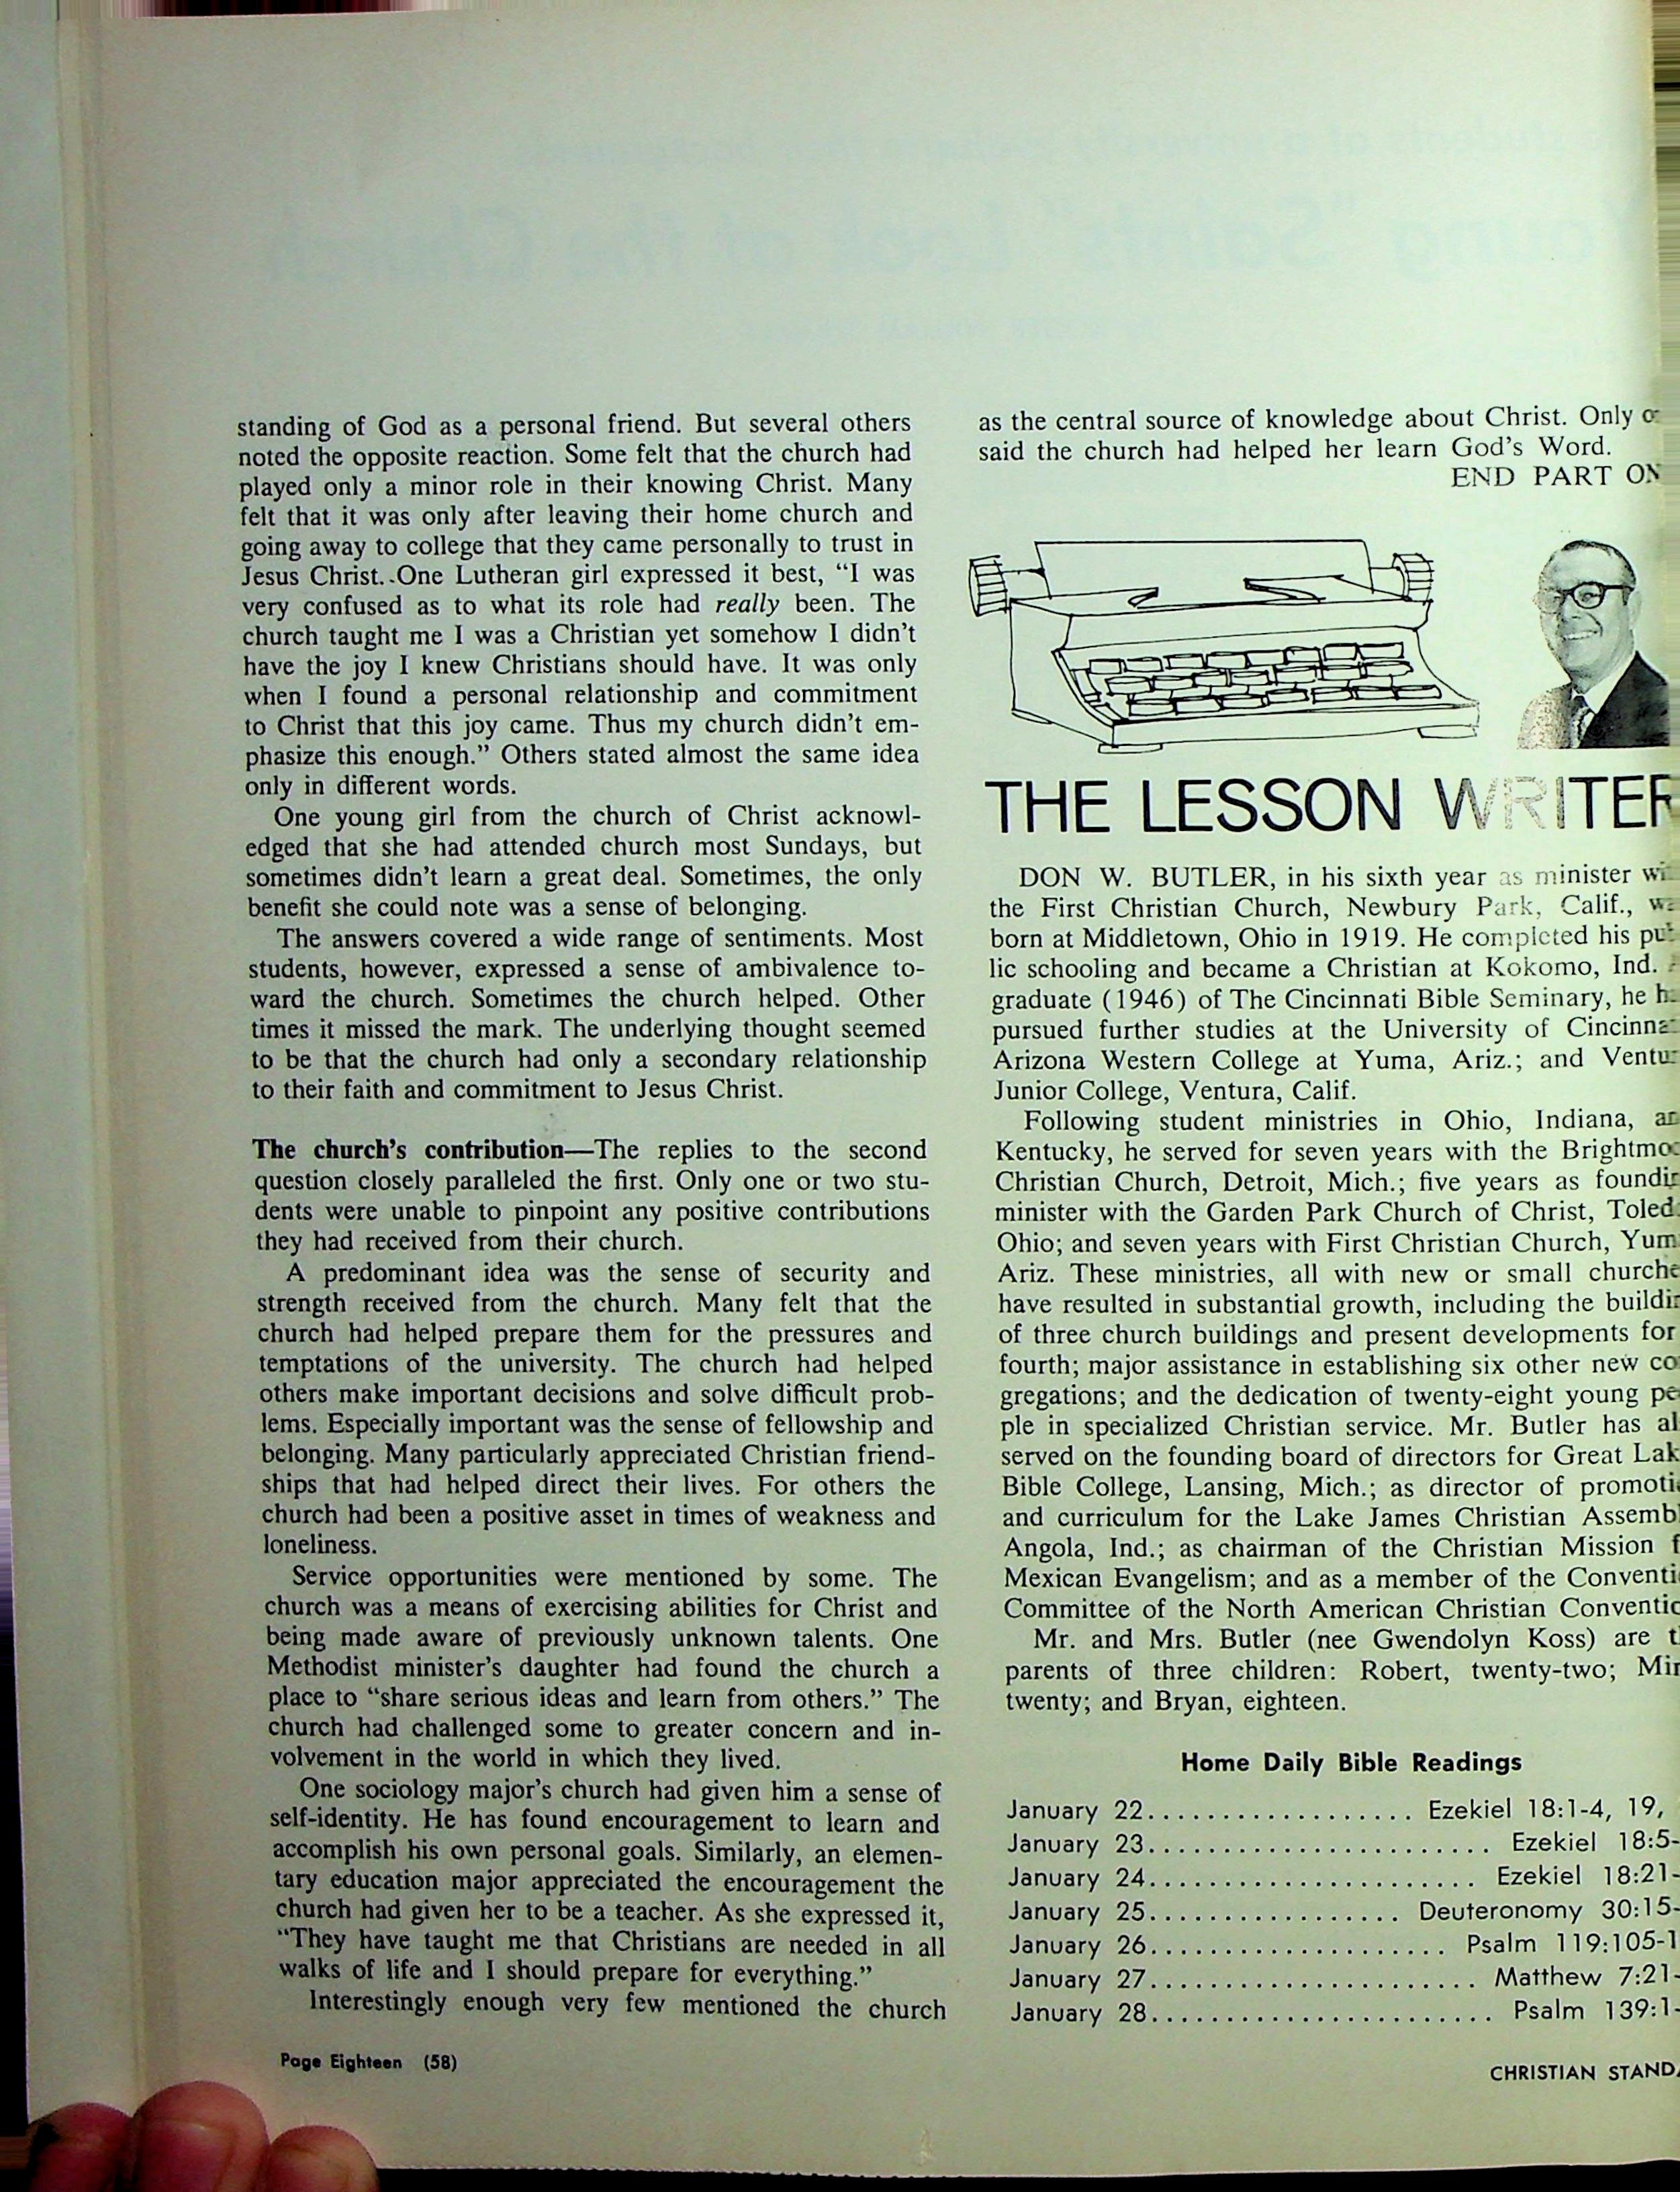 standing of God as a personal friend. But several others
noted the opposite reaction. Some felt that the church had
played only a minor role in their knowing Christ. Many
felt that it was only after leaving their home church and
going away to college that they came personally to trust in
Jesus Christ. One Lutheran girl expressed it best, “I was
very confused as to what its role had really been. The
church taught me I was a Christian yet somehow I didn’t
have the joy I knew Christians should have. It was only
when I found a personal relationship and commitment
to Christ that this joy came. Thus my church didn’t em-
phasize this enough.” Others stated almost the same idea
only in different words.
One young girl from the church of Christ acknowl-
edged that she had attended church most Sundays, but
sometimes didn’t learn a great deal. Sometimes, the only
benefit she could note was a sense of belonging.
The answers covered a wide range of sentiments. Most
students, however, expressed a sense of ambivalence to-
ward the church. Sometimes the church helped. Other
times it missed the mark. The underlying thought seemed
to be that the church had only a secondary relationship
to their faith and commitment to Jesus Christ.
The church’s contribution—The replies to the second
question closely paralleled the first. Only one or two stu-
dents were unable to pinpoint any positive contributions
they had received from their church.
A predominant idea was the sense of security and
strength received from the church. Many felt that the
church had helped prepare them for the pressures and
temptations of the university. The church had helped
others make important decisions and solve difficult prob-
lems. Especially important was the sense of fellowship and
belonging. Many particularly appreciated Christian friend-
ships that had helped direct their lives. For others the
church had been a positive asset in times of weakness and
loneliness.
Service opportunities were mentioned by some. The
church was a means of exercising abilities for Christ and
being made aware of previously unknown talents. One
Methodist minister’s daughter had found the church a
place to “share serious ideas and learn from others.” The
church had challenged some to greater concern and in-
volvement in the world in which they lived.
One sociology major’s church had given him a sense of
self-identity. He has found encouragement to learn and
accomplish his own personal goals. Similarly, an elemen-
tary education major appreciated the encouragement the
church had given her to be a teacher. As she expressed it,
“They have taught me that Christians are needed in all
walks of life and I should prepare for everything.”
Interestingly enough very few mentioned the church
Page Eighteen (58)
as the central source of knowledge about Christ. Only
said the church had helped her learn God’s Word.
END PART
THE LESSON WRITER
DON W. BUTLER, in his sixth year as minister
the First Christian Church, Newbury Park, Calif.,
born at Middletown, Ohio in 1919. He completed his
lic schooling and became a Christian at Kokomo, Ind.
graduate (1946) of The Cincinnati Bible Seminary, he
pursued further studies at the University of
Arizona Western College at Yuma, Ariz.; and
Junior College, Ventura, Calif.
Following student ministries in Ohio, Indiana,
Kentucky, he served for seven years with the
Christian Church, Detroit, Mich.; five years as
minister with the Garden Park Church of Christ,
Ohio; and seven years with First Christian Church,
Ariz. These ministries, all with new or small
have resulted in substantial growth, including the
of three church buildings and present developments for
fourth; major assistance in establishing six other new
gregations; and the dedication of twenty-eight young
ple in specialized Christian service. Mr. Butler has
served on the founding board of directors for Great
Bible College, Lansing, Mich.; as director of
and curriculum for the Lake James Christian
Angola, Ind.; as chairman of the Christian Mission
Mexican Evangelism; and as a member of the
Committee of the North American Christian
Mr. and Mrs. Butler (nee Gwendolyn Koss) are
parents of three children: Robert, twenty-two;
twenty; and Bryan, eighteen.
Home Daily Bible Readings
January 22.................. Ezekiel 18:1-4, 19,
January 23....................... Ezekiel 18:5-
January 24...................... Ezekiel 18:21-
January 25................. Deuteronomy 30:15-
January 26.................... Psalm 119:105-1
January 27...................... Matthew 7:21-
January 28....................... Psalm 139:1-
CHRISTIAN